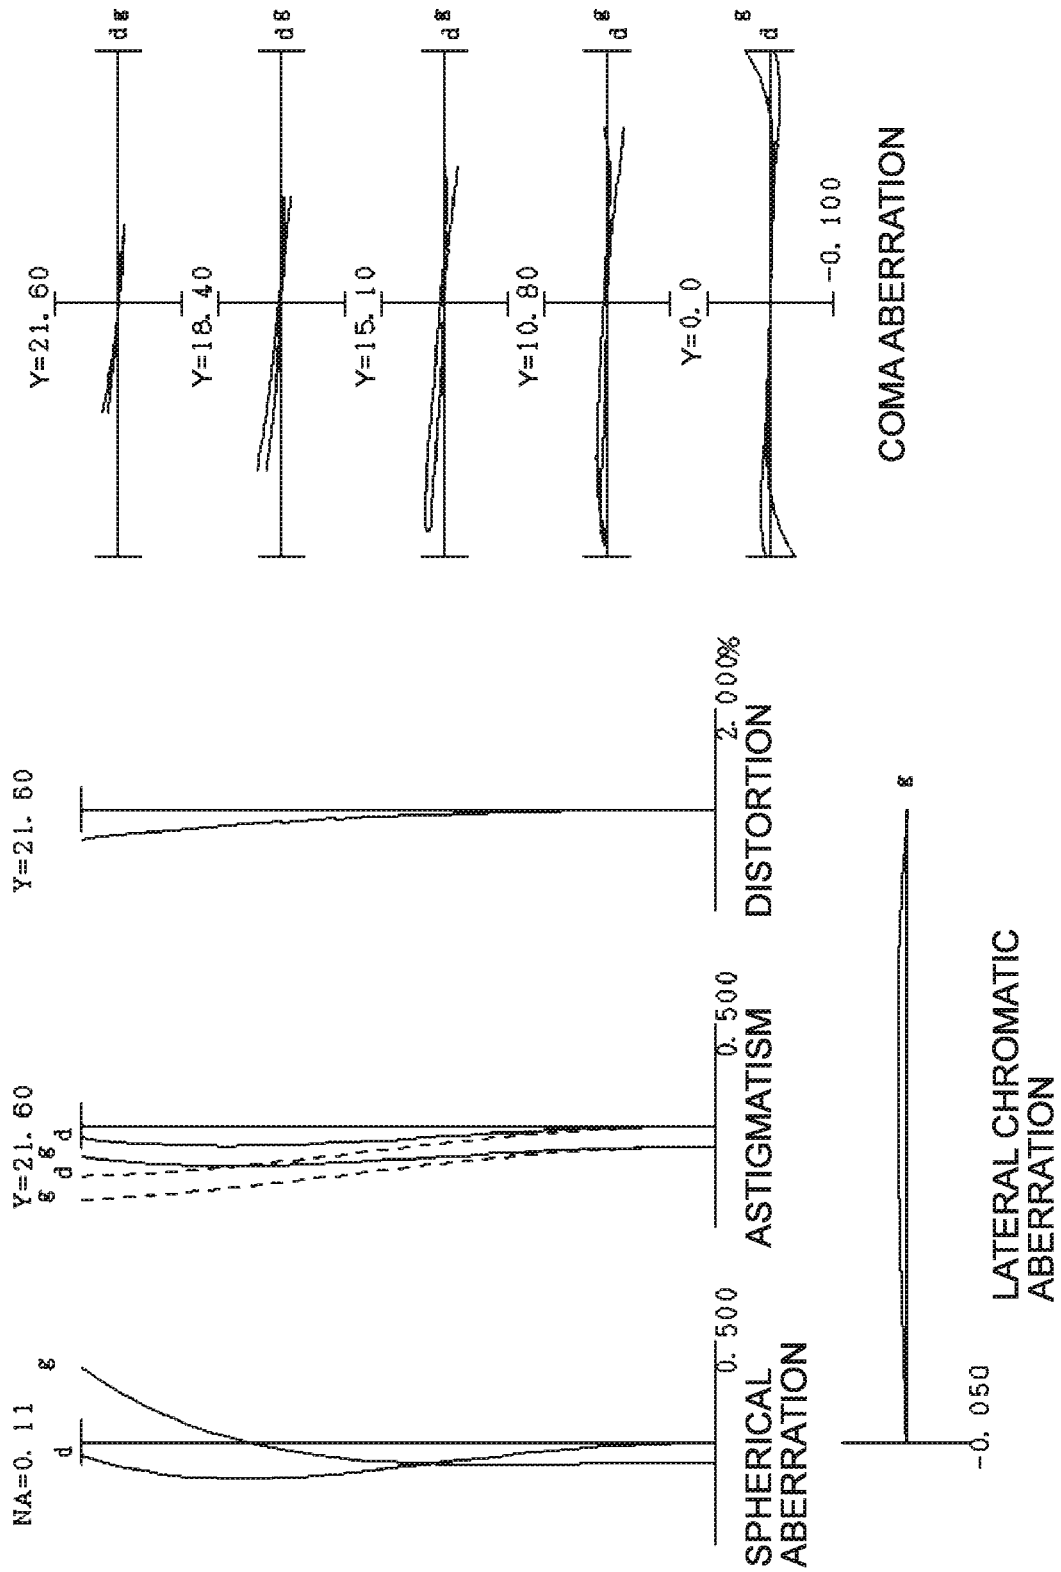 NA=0. 11
d
g
0. 500
SPHERICAL
ABERRATION
Y=21. 60
g
d
g
d
0. 500
ASTIGMATISM
Y=21. 60
2. 000%
DISTORTION
g
-0. 050
LATERAL CHROMATIC
ABERRATION
Y=21. 60
d g
Y=18. 40
d g
Y=15. 10
d g
Y=10. 80
d g
Y=0. 0
g
d
-0. 100
COMA ABERRATION